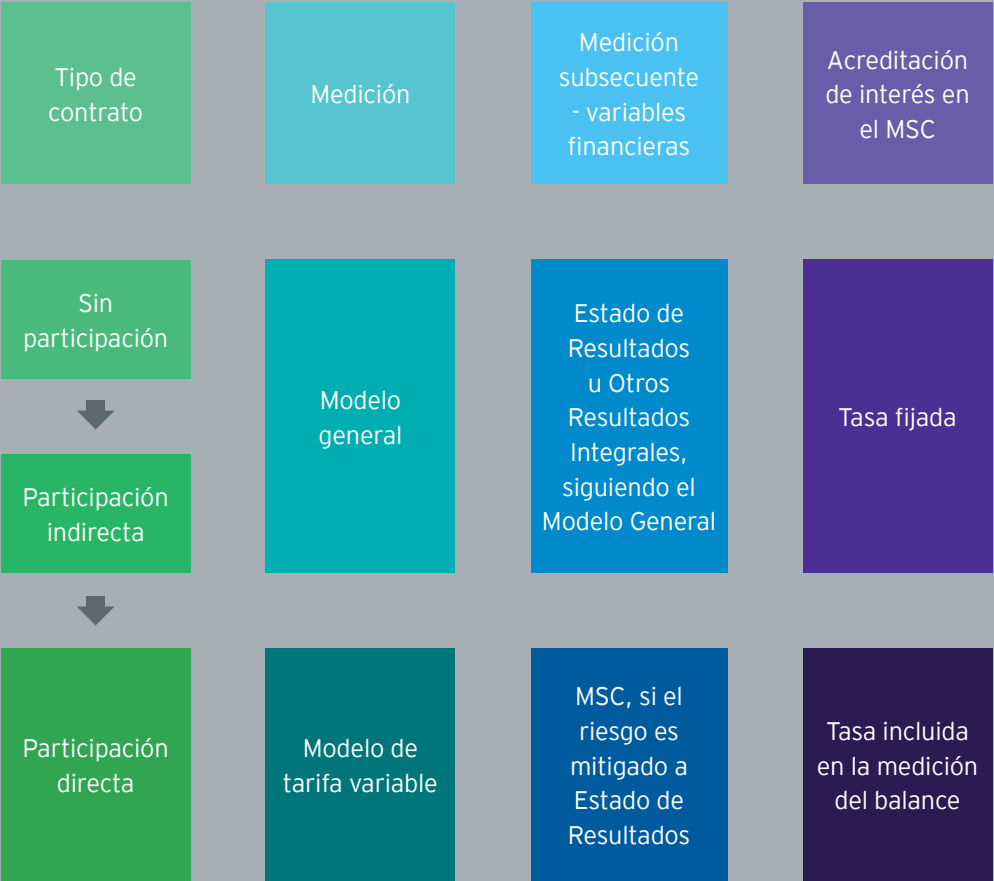 Tipo de
contrato
Medición
Medición
subsecuente
- variables
financieras
Acreditación
de interés en
el MSC
Sin
participación
Participación
indirecta
Modelo
general
Estado de
Resultados
u Otros
Resultados
Integrales,
siguiendo el
Modelo General
Tasa fijada
Participación
directa
Modelo de
tarifa variable
MSC, si el
riesgo es
mitigado a
Estado de
Resultados
Tasa incluida
en la medición
del balance